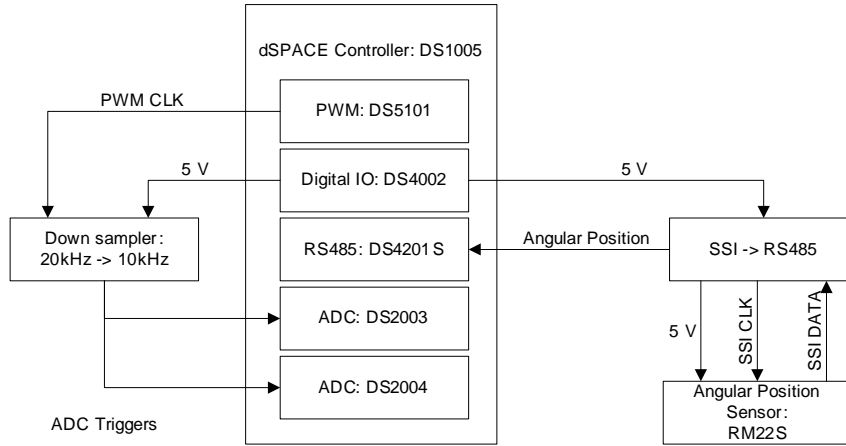 dSPACE Controller: DS1005
PWM CLK
PWM: DS5101
5 V
Digital IO: DS4002
5 V
Down sampler:
20kHz -> 10kHz
RS485: DS4201S
Angular Position
SSI -> RS485
ADC: DS2003
5 V
SSI CLK
SSI DATA
ADC: DS2004
ADC Triggers
Angular Position
Sensor:
RM22S